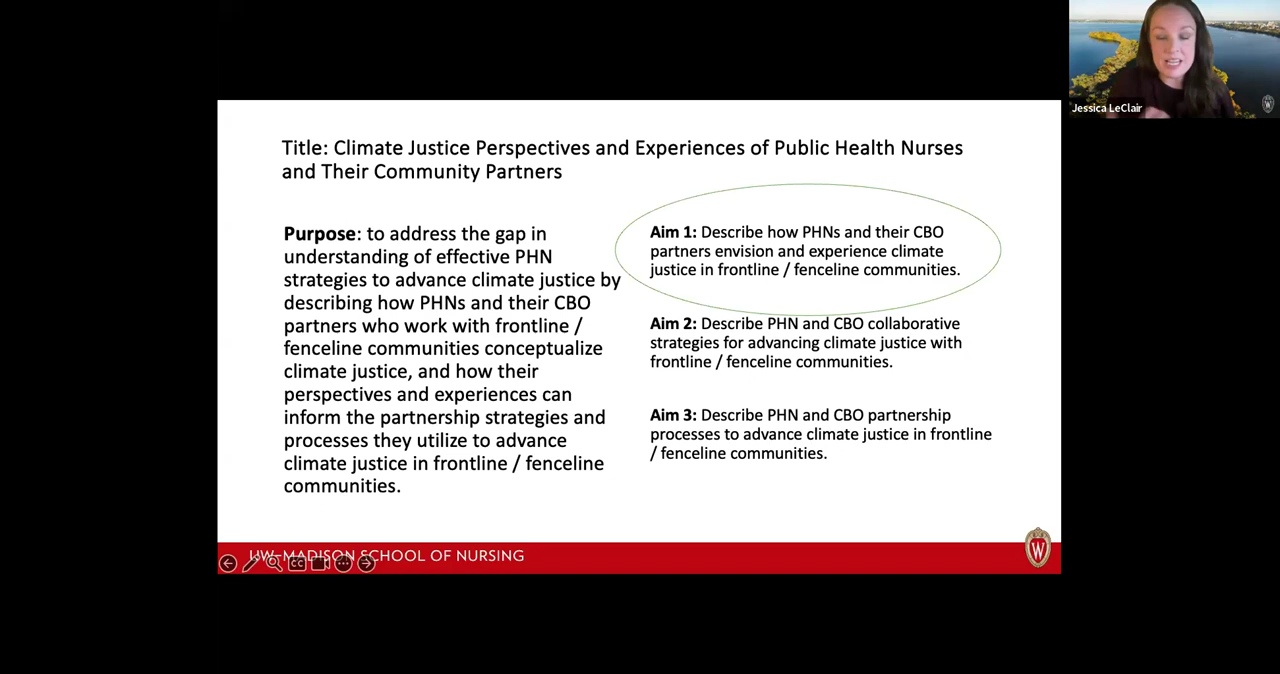 Jessica LeClair
Title: Climate Justice Perspectives and Experiences of Public Health Nurses
and Their Community Partners
Purpose: to address the gap in
understanding of effective PHN
strategies to advance climate justice by
describing how PHNs and their CBO
partners who work with frontline /
fenceline communities conceptualize
climate justice, and how their
perspectives and experiences can
inform the partnership strategies and
processes they utilize to advance
climate justice in frontline / fenceline
communities.
Aim 1: Describe how PHNs and their CBO
partners envision and experience climate
justice in frontline / fenceline communities.
Aim 2: Describe PHN and CBO collaborative
strategies for advancing climate justice with
frontline / fenceline communities.
Aim 3: Describe PHN and CBO partnership
processes to advance climate justice in frontline
/ fenceline communities.
UW–MADISON SCHOOL OF NURSING
CC
W